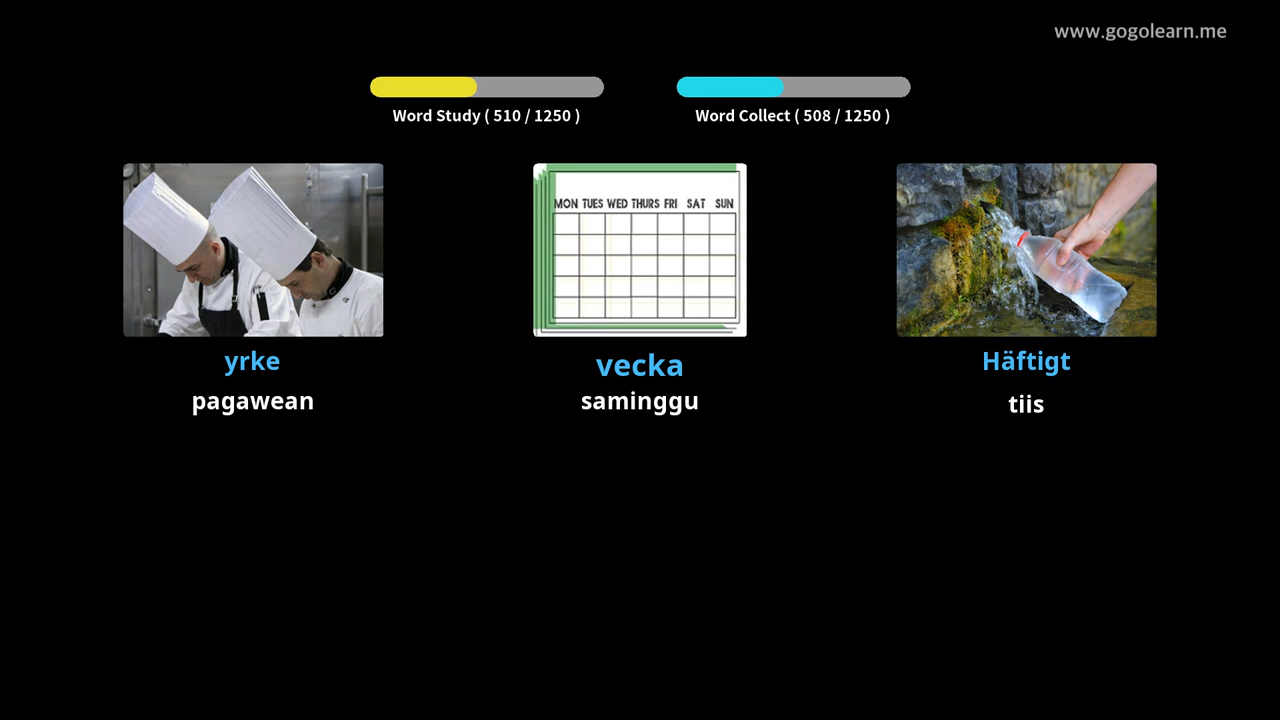 www.gogolearn.me
Word Study ( 510 / 1250 )
Word Collect ( 508 / 1250 )
MON TUES WED THURS FRI SAT SUN
yrke
vecka
Häftigt
pagawean
saminggu
tiis